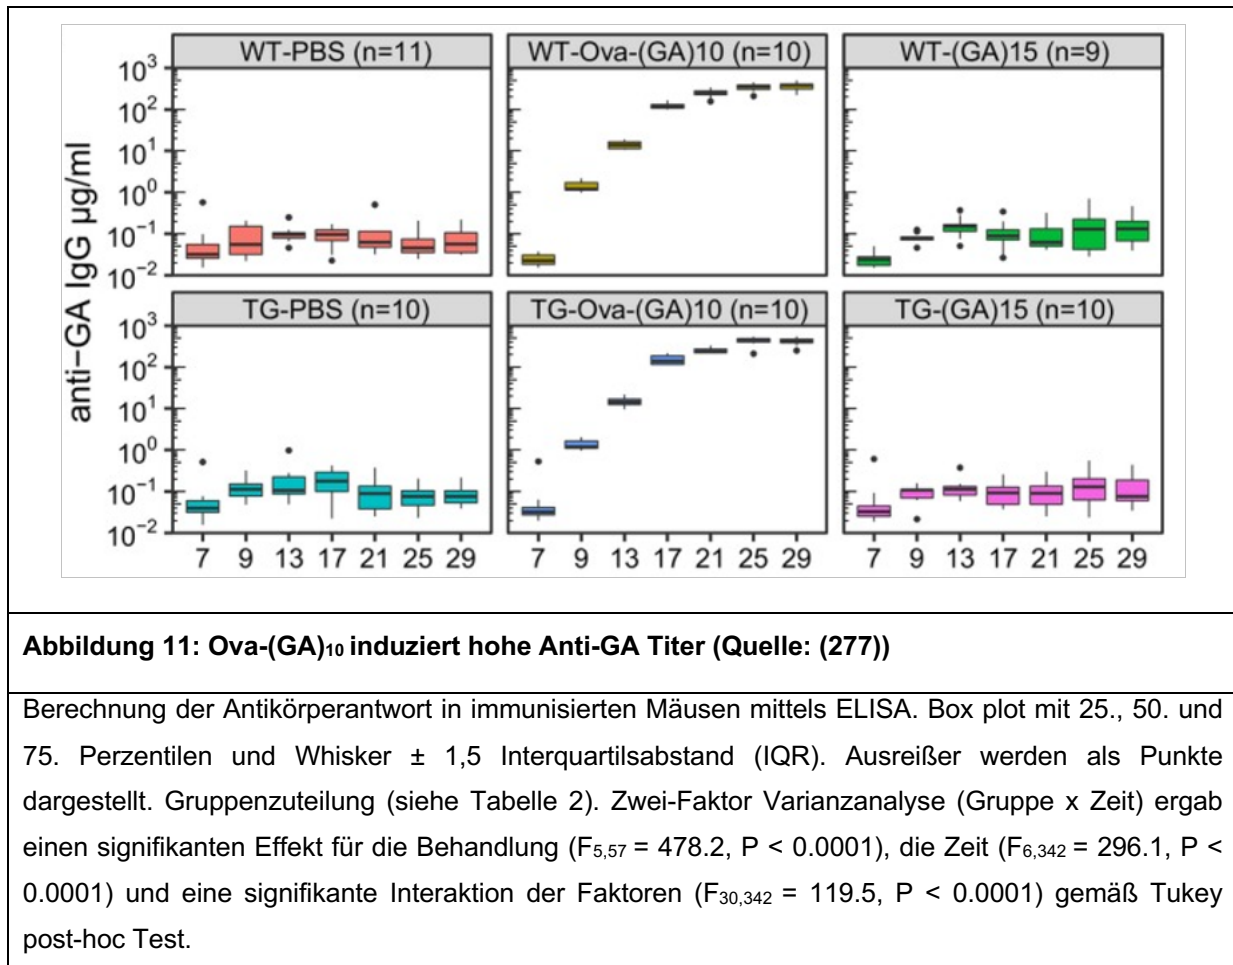 WT-PBS (n=11) WT-Ova-(GA)10 (n=10) WT-(GA)15 (n=9)
10³
10²
10¹
10⁰
10⁻¹
10⁻²
anti−GA IgG µg/ml
TG-PBS (n=10) TG-Ova-(GA)10 (n=10) TG-(GA)15 (n=10)
10³
10²
10¹
10⁰
10⁻¹
10⁻²
7 9 13 17 21 25 29 7 9 13 17 21 25 29 7 9 13 17 21 25 29
Abbildung 11: Ova-(GA)₁₀ induziert hohe Anti-GA Titer (Quelle: (277))
Berechnung der Antikörperantwort in immunisierten Mäusen mittels ELISA. Box plot mit 25., 50. und
75. Perzentilen und Whisker ± 1,5 Interquartilsabstand (IQR). Ausreißer werden als Punkte
dargestellt. Gruppenzuteilung (siehe Tabelle 2). Zwei-Faktor Varianzanalyse (Gruppe x Zeit) ergab
einen signifikanten Effekt für die Behandlung (F₅,₅₇ = 478.2, P < 0.0001), die Zeit (F₆,₃₄₂ = 296.1, P <
0.0001) und eine signifikante Interaktion der Faktoren (F₃₀,₃₄₂ = 119.5, P < 0.0001) gemäß Tukey
post-hoc Test.